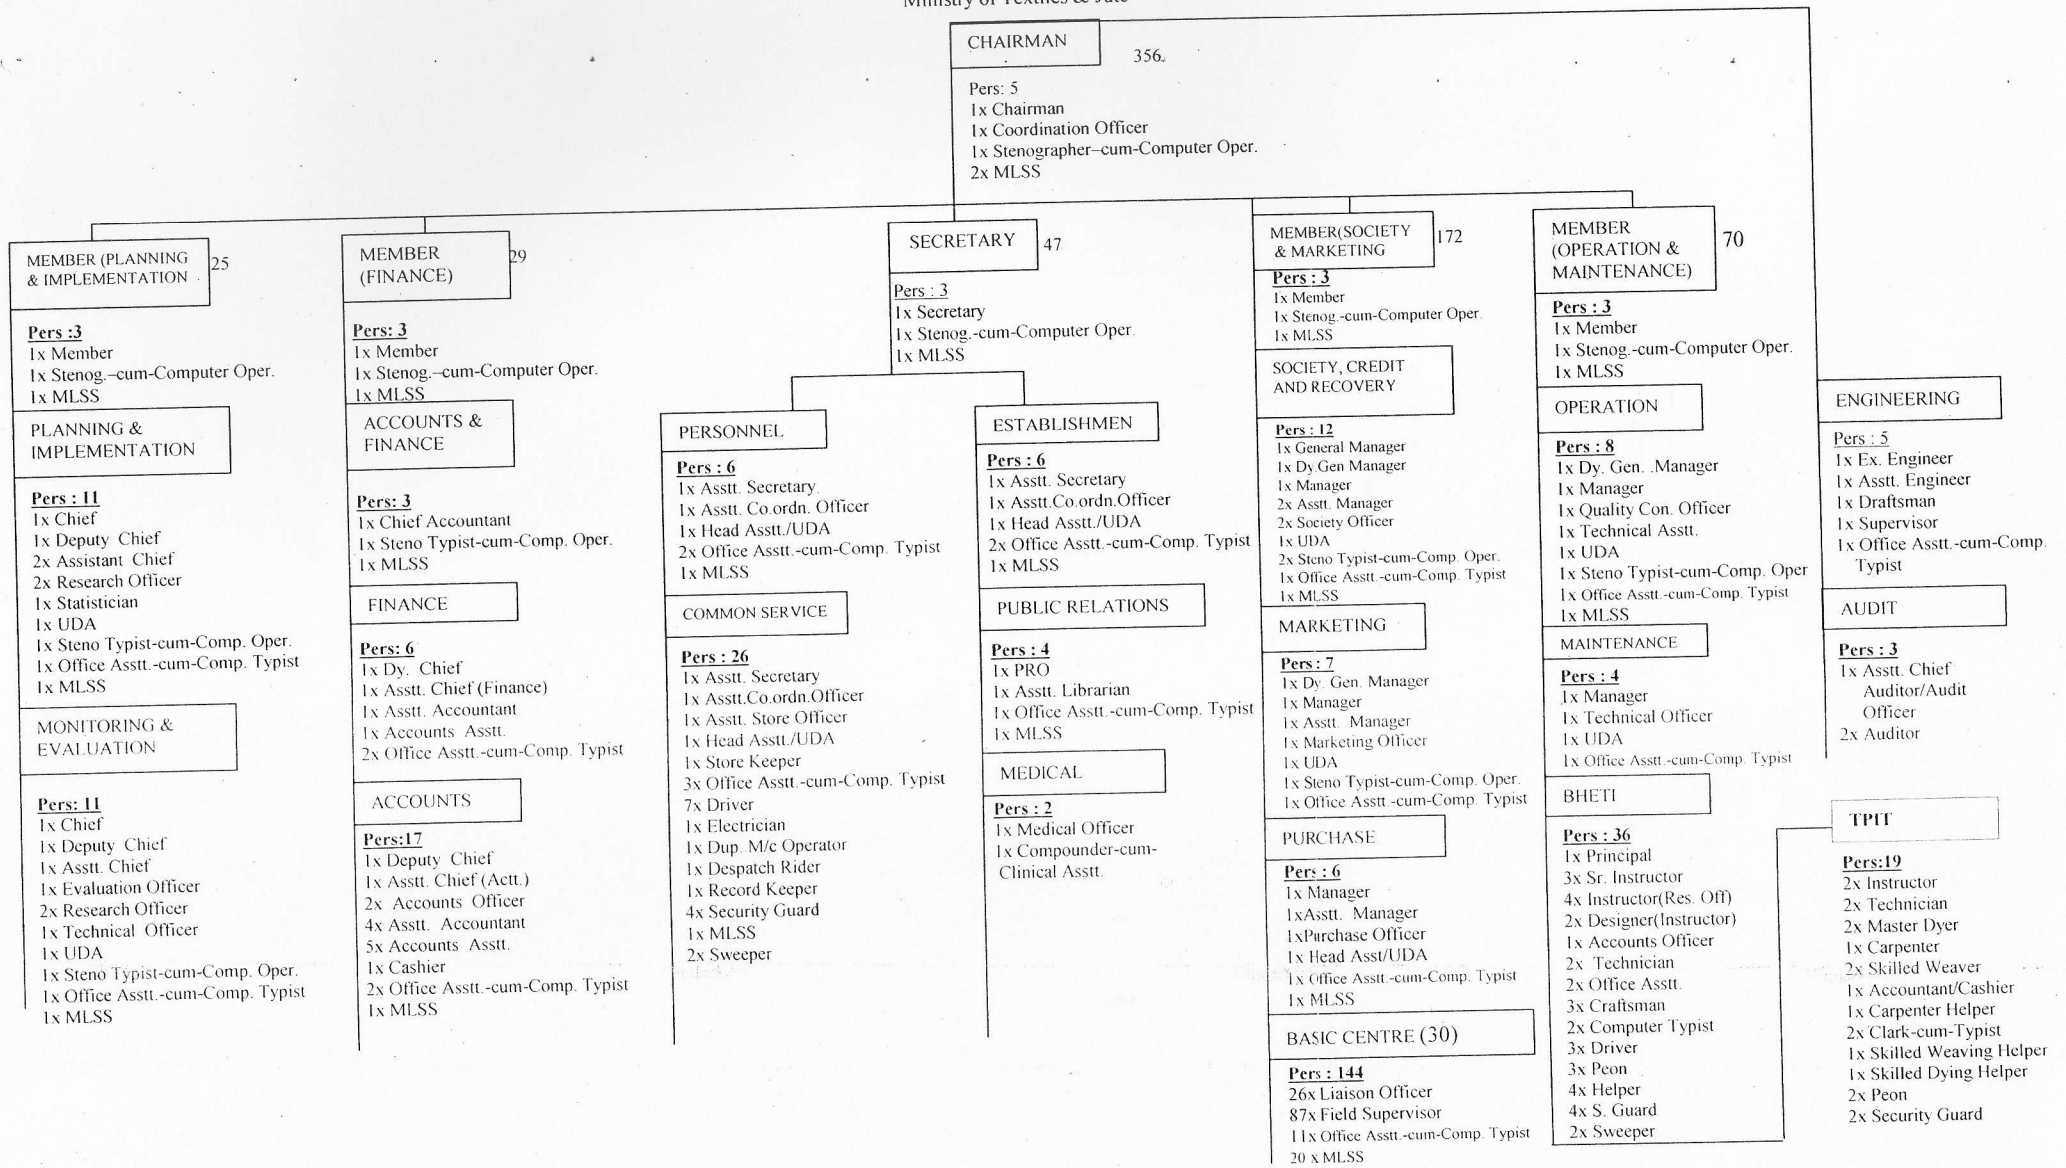 Ministry of Textiles & Jute
CHAIRMAN
356
Pers: 5
1x Chairman
1x Coordination Officer
1x Stenographer–cum-Computer Oper.
2x MLSS
MEMBER (PLANNING
& IMPLEMENTATION
25
Pers :3
1x Member
1x Stenog.–cum-Computer Oper.
1x MLSS
PLANNING &
IMPLEMENTATION
Pers : 11
1x Chief
1x Deputy Chief
2x Assistant Chief
2x Research Officer
1x Statistician
1x UDA
1x Steno Typist-cum-Comp. Oper.
1x Office Asstt.-cum-Comp. Typist
1x MLSS
MONITORING &
EVALUATION
Pers: 11
1x Chief
1x Deputy Chief
1x Asstt. Chief
1x Evaluation Officer
2x Research Officer
1x Technical Officer
1x UDA
1x Steno Typist-cum-Comp. Oper.
1x Office Asstt.-cum-Comp. Typist
1x MLSS
MEMBER
(FINANCE)
29
Pers: 3
1x Member
1x Stenog.–cum-Computer Oper.
1x MLSS
ACCOUNTS &
FINANCE
Pers: 3
1x Chief Accountant
1x Steno Typist-cum-Comp. Oper.
1x MLSS
FINANCE
Pers: 6
1x Dy. Chief
1x Asstt. Chief (Finance)
1x Asstt. Accountant
1x Accounts Asstt.
2x Office Asstt.-cum-Comp. Typist
ACCOUNTS
Pers:17
1x Deputy Chief
1x Asstt. Chief (Actt.)
2x Accounts Officer
4x Asstt. Accountant
5x Accounts Asstt.
1x Cashier
2x Office Asstt.-cum-Comp. Typist
1x MLSS
SECRETARY
47
Pers : 3
1x Secretary
1x Stenog.-cum-Computer Oper.
1x MLSS
PERSONNEL
Pers : 6
1x Asstt. Secretary
1x Asstt. Co.ordn. Officer
1x Head Asstt./UDA
2x Office Asstt.-cum-Comp. Typist
1x MLSS
COMMON SERVICE
Pers : 26
1x Asstt. Secretary
1x Asstt.Co.ordn.Officer
1x Asstt. Store Officer
1x Head Asstt./UDA
1x Store Keeper
3x Office Asstt.-cum-Comp. Typist
7x Driver
1x Electrician
1x Dup. M/c Operator
1x Despatch Rider
1x Record Keeper
4x Security Guard
1x MLSS
2x Sweeper
ESTABLISHMEN
Pers : 6
1x Asstt. Secretary
1x Asstt.Co.ordn.Officer
1x Head Asstt./UDA
2x Office Asstt.-cum-Comp. Typist
1x MLSS
PUBLIC RELATIONS
Pers : 4
1x PRO
1x Asstt. Librarian
1x Office Asstt.-cum-Comp. Typist
1x MLSS
MEDICAL
Pers : 2
1x Medical Officer
1x Compounder-cum-
Clinical Asstt.
MEMBER(SOCIETY
& MARKETING
172
Pers : 3
1x Member
1x Stenog.-cum-Computer Oper.
1x MLSS
SOCIETY, CREDIT
AND RECOVERY
Pers : 12
1x General Manager
1x Dy.Gen Manager
1x Manager
2x Asstt. Manager
2x Society Officer
1x UDA
2x Steno Typist-cum-Comp. Oper.
1x Office Asstt.-cum-Comp. Typist
1x MLSS
MARKETING
Pers : 7
1x Dy. Gen. Manager
1x Manager
1x Asstt. Manager
1x Marketing Officer
1x UDA
1x Steno Typist-cum-Comp. Oper.
1x Office Asstt.-cum-Comp. Typist
PURCHASE
Pers : 6
1x Manager
1xAsstt. Manager
1xPurchase Officer
1x Head Asst/UDA
1x Office Asstt.-cum-Comp. Typist
1x MLSS
BASIC CENTRE (30)
Pers : 144
26x Liaison Officer
87x Field Supervisor
11x Office Asstt.-cum-Comp. Typist
20 x MLSS
MEMBER
(OPERATION &
MAINTENANCE)
70
Pers : 3
1x Member
1x Stenog.-cum-Computer Oper.
1x MLSS
OPERATION
Pers : 8
1x Dy. Gen. .Manager
1x Manager
1x Quality Con. Officer
1x Technical Asstt.
1x UDA
1x Steno Typist-cum-Comp. Oper
1x Office Asstt.-cum-Comp. Typist
1x MLSS
MAINTENANCE
Pers : 4
1x Manager
1x Technical Officer
1x UDA
1x Office Asstt.-cum-Comp. Typist
BHETI
Pers : 36
1x Principal
3x Sr. Instructor
4x Instructor(Res. Off)
2x Designer(Instructor)
1x Accounts Officer
2x Technician
2x Office Asstt.
3x Craftsman
2x Computer Typist
3x Driver
3x Peon
4x Helper
4x S. Guard
2x Sweeper
ENGINEERING
Pers : 5
1x Ex. Engineer
1x Asstt. Engineer
1x Draftsman
1x Supervisor
1x Office Asstt.-cum-Comp.
Typist
AUDIT
Pers : 3
1x Asstt. Chief
Auditor/Audit
Officer
2x Auditor
TPIT
Pers:19
2x Instructor
2x Technician
2x Master Dyer
1x Carpenter
2x Skilled Weaver
1x Accountant/Cashier
1x Carpenter Helper
2x Clark-cum-Typist
1x Skilled Weaving Helper
1x Skilled Dying Helper
2x Peon
2x Security Guard